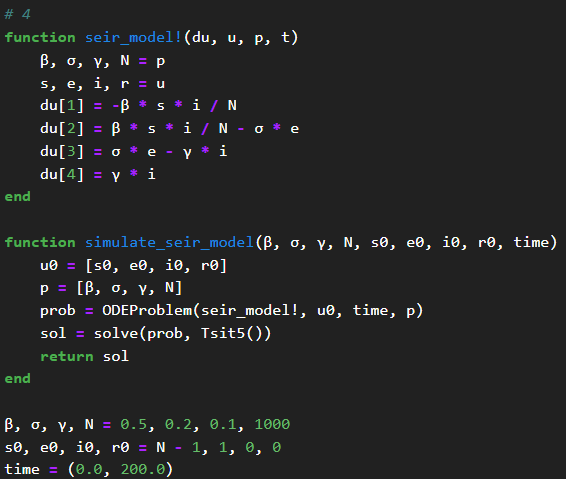 # 4
function seir_model!(du, u, p, t)
    β, σ, γ, N = p
    s, e, i, r = u
    du[1] = -β * s * i / N
    du[2] = β * s * i / N - σ * e
    du[3] = σ * e - γ * i
    du[4] = γ * i
end

function simulate_seir_model(β, σ, γ, N, s0, e0, i0, r0, time)
    u0 = [s0, e0, i0, r0]
    p = [β, σ, γ, N]
    prob = ODEProblem(seir_model!, u0, time, p)
    sol = solve(prob, Tsit5())
    return sol
end

β, σ, γ, N = 0.5, 0.2, 0.1, 1000
s0, e0, i0, r0 = N - 1, 1, 0, 0
time = (0.0, 200.0)